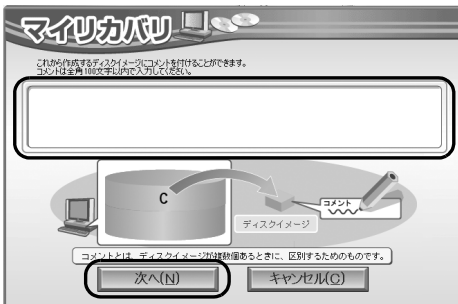 マイリカバリ
これから作成するディスクイメージにコメントを付けることができます。
コメントは全角100文字以内で入力してください。
C
コメント
ディスクイメージ
コメントとは、ディスクイメージが複数個あるときに、区別するためのものです。
次へ(N)
キャンセル(C)